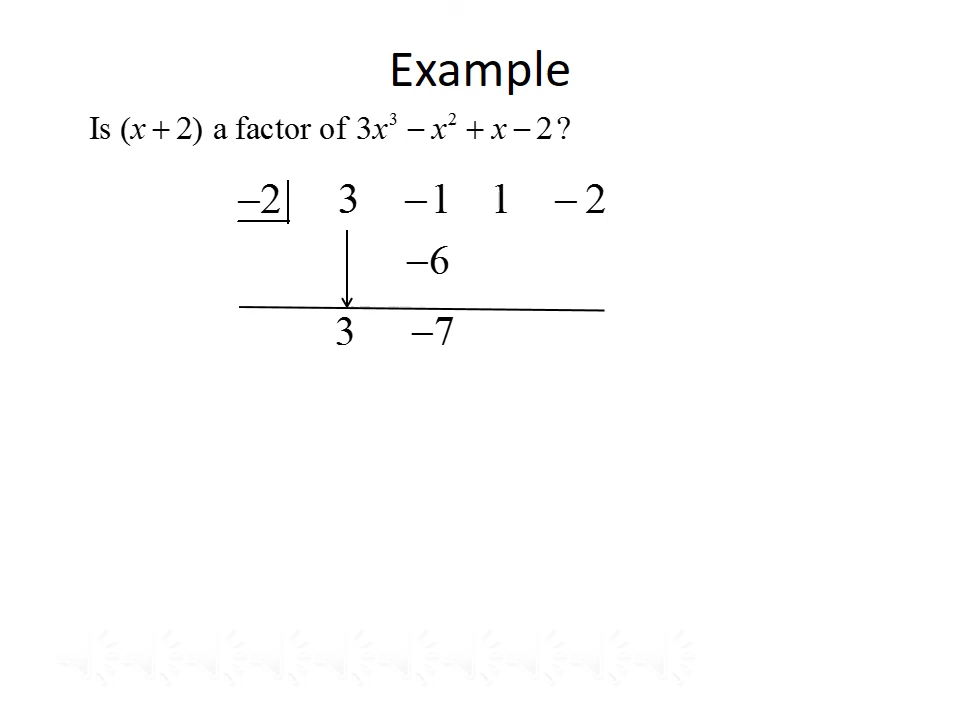 Example
Is (x + 2) a factor of 3x³ − x² + x − 2?
−2| 3 −1 1 −2
−6
3 −7